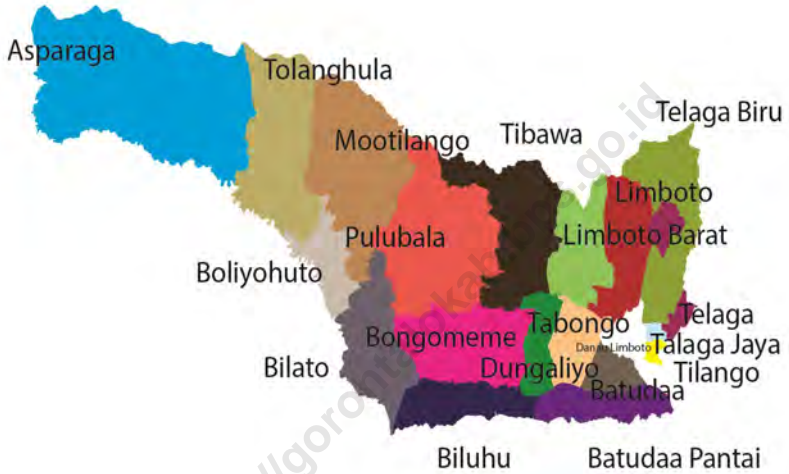 Asparaga
Tolanghula
Telaga Biru
Mootilango
Tibawa
Limboto
Pulubala
Limboto Barat
Boliyohuto
Telaga
Tabongo
Bongomeme
Danau Limboto
Talaga Jaya
Bilato
Dungaliyo
Tilango
Batudaa
Biluhu
Batudaa Pantai